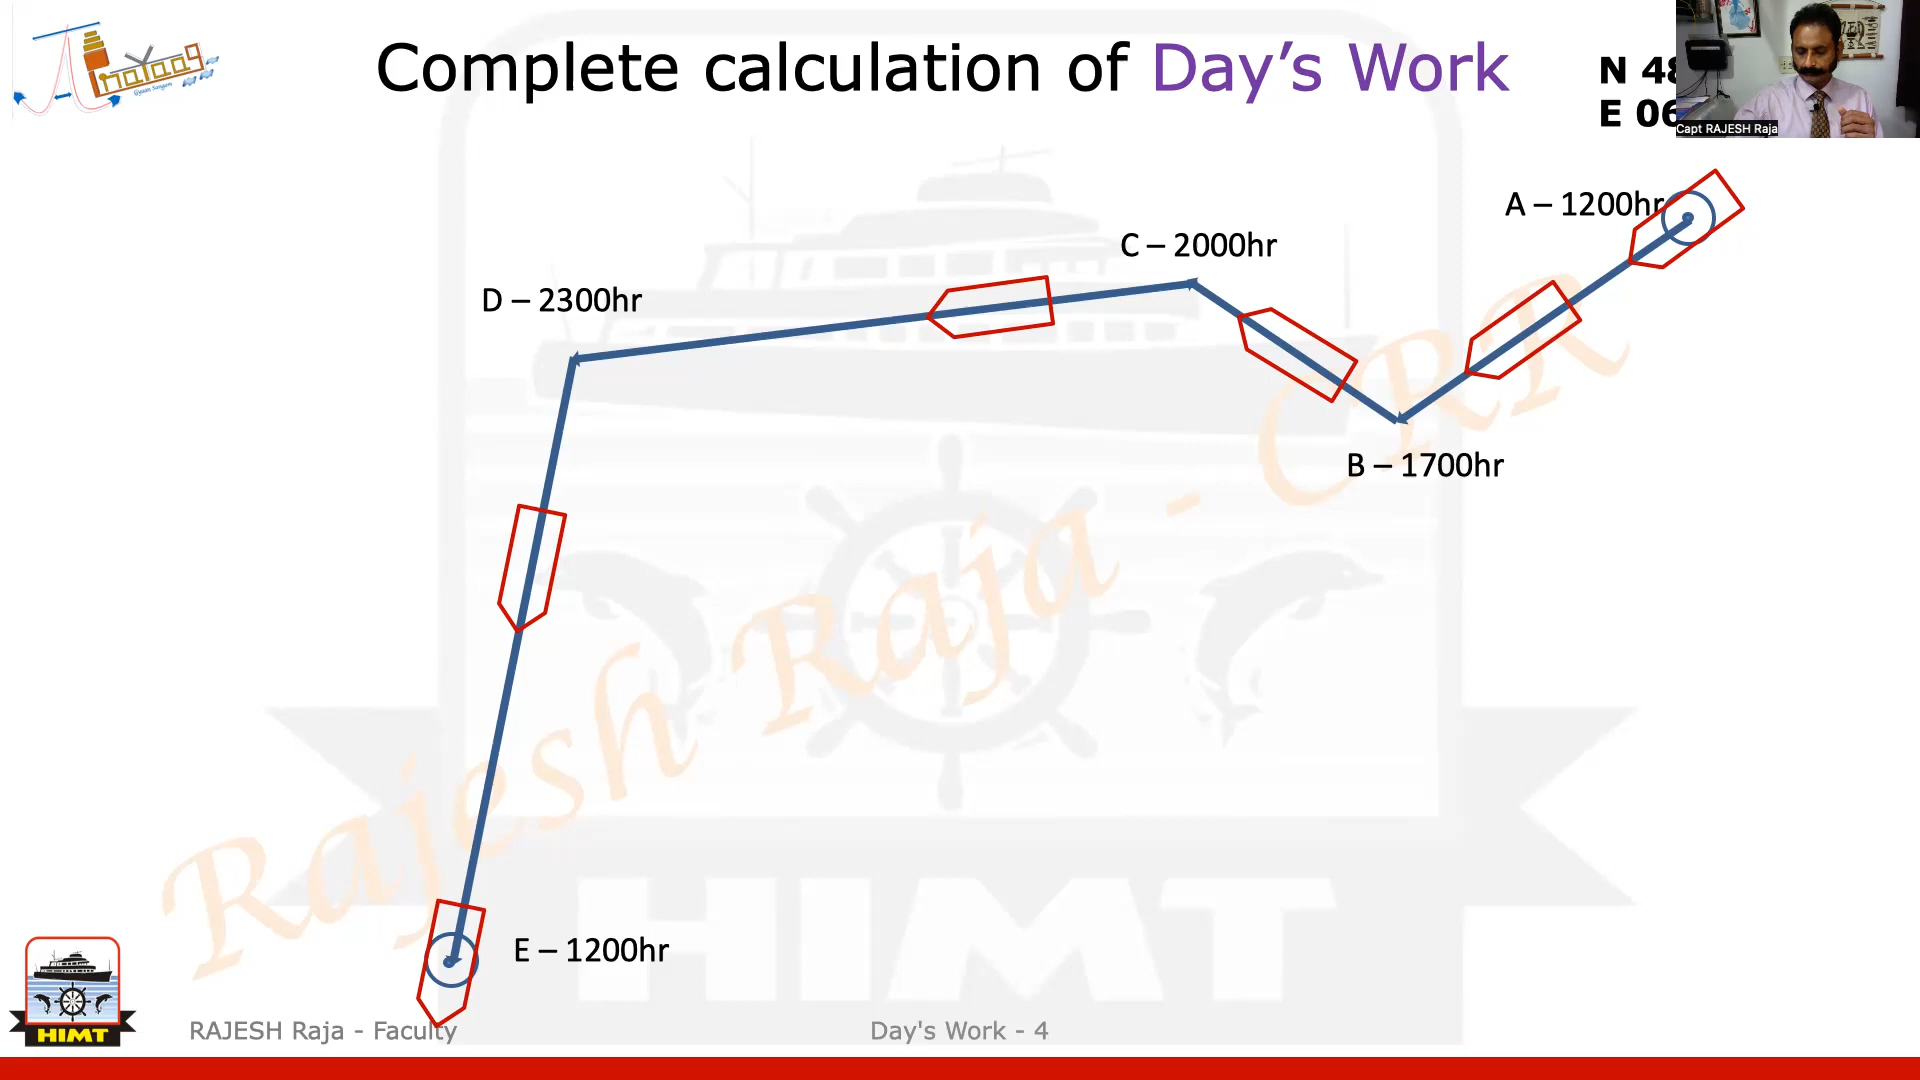 Complete calculation of Day's Work
N 48
E 06
Capt RAJESH Raja
A – 1200hr
C – 2000hr
D – 2300hr
B – 1700hr
Rajesh Raja - CRR
HIMT
E – 1200hr
HIMT
RAJESH Raja - Faculty
Day's Work - 4